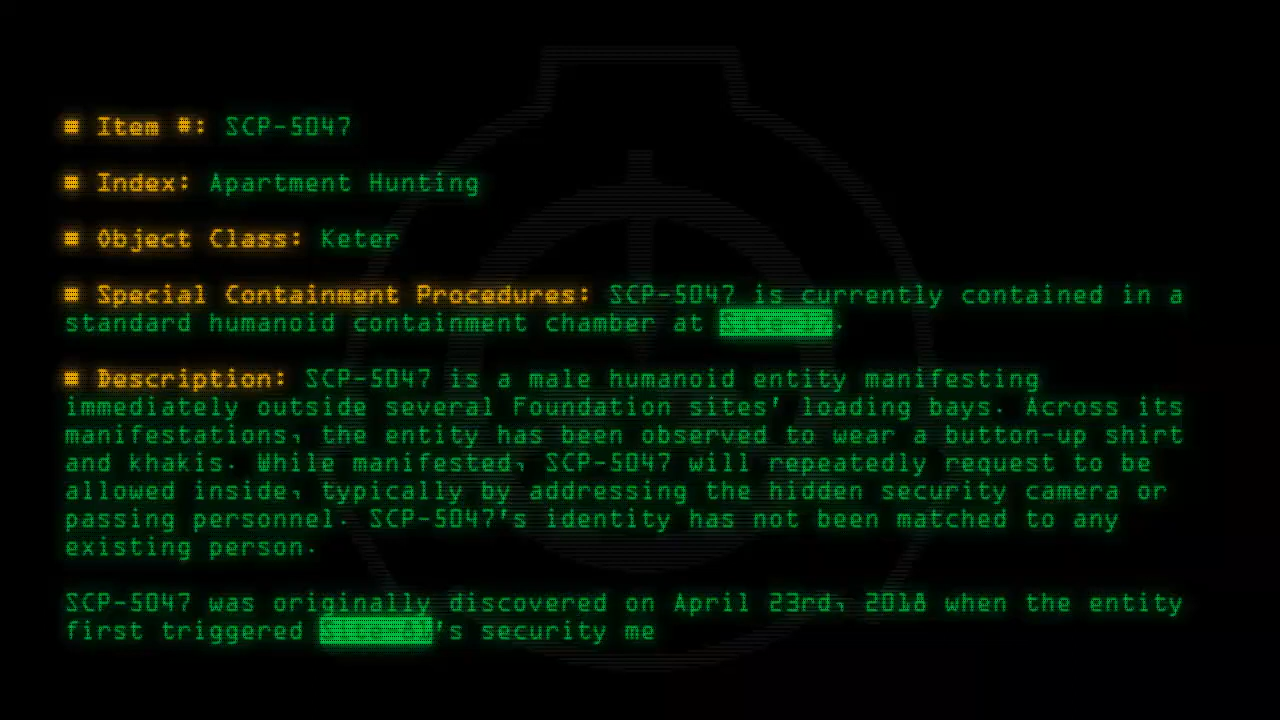 ■ Item #: SCP-5047
■ Index: Apartment Hunting
■ Object Class: Keter
■ Special Containment Procedures: SCP-5047 is currently contained in a
standard humanoid containment chamber at .
■ Description: SCP-5047 is a male humanoid entity manifesting
immediately outside several Foundation sites' loading bays. Across its
manifestations, the entity has been observed to wear a button-up shirt
and khakis. While manifested, SCP-5047 will repeatedly request to be
allowed inside, typically by addressing the hidden security camera or
passing personnel. SCP-5047's identity has not been matched to any
existing person.
SCP-5047 was originally discovered on April 23rd, 2018 when the entity
first triggered 's security me